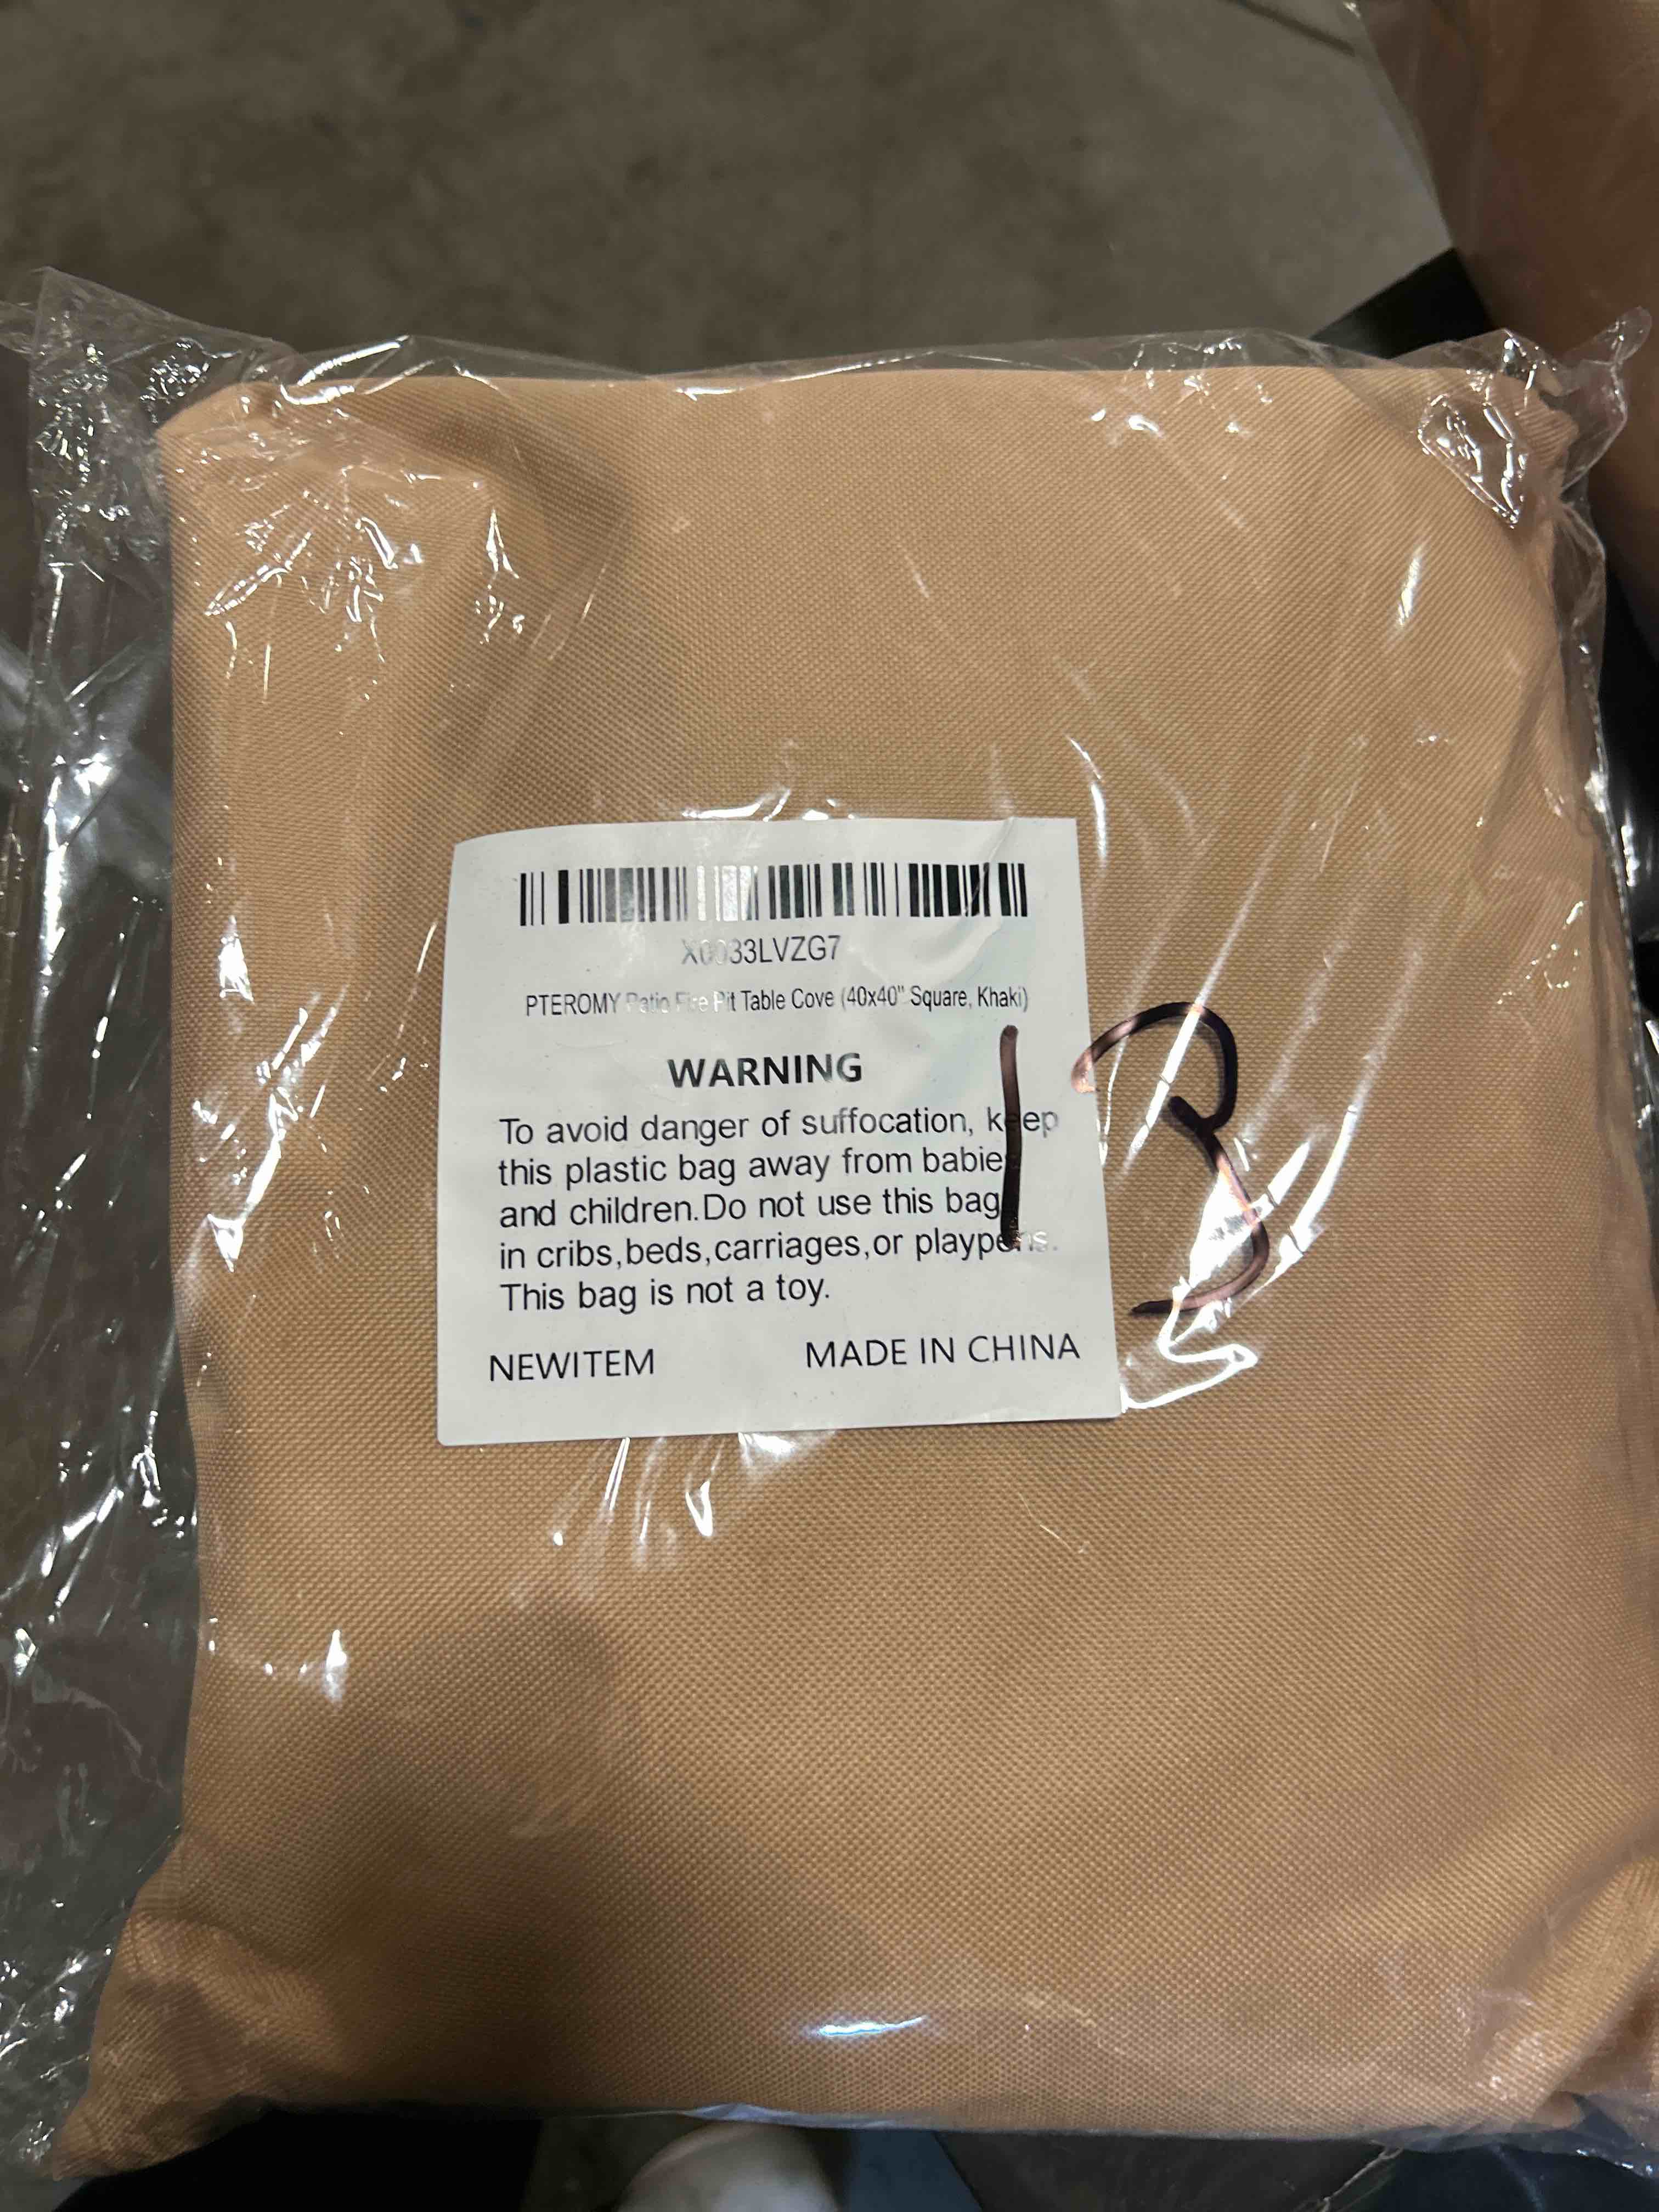 X0033LVZG7
PTEROMY Patio Fire Pit Table Cove (40x40" Square, Khaki)
WARNING
To avoid danger of suffocation, keep
this plastic bag away from babies
and children.Do not use this bag
in cribs,beds,carriages,or playpens.
This bag is not a toy.
NEWITEM MADE IN CHINA
13